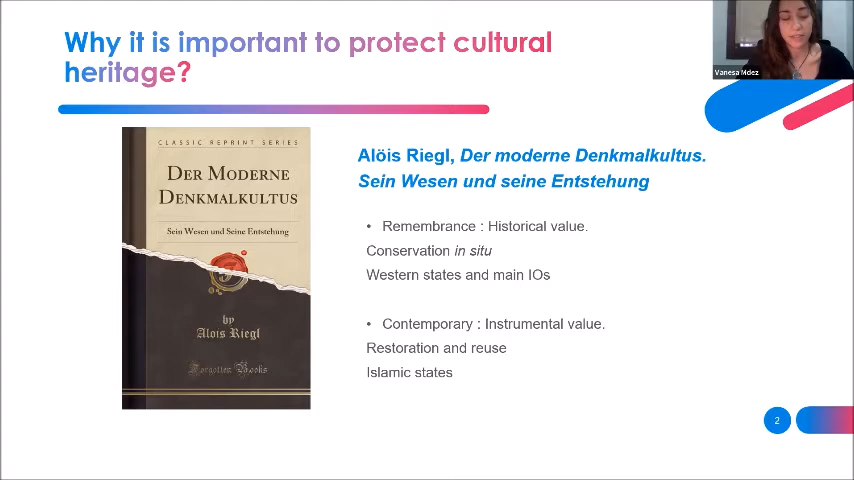 Why it is important to protect cultural
heritage?
Vanesa Mdez
CLASSIC REPRINT SERIES
DER MODERNE
DENKMALKULTUS
Sein Wesen und Seine Entstehung
by
Alois Riegl
Forgotten Books
Alöis Riegl, Der moderne Denkmalkultus.
Sein Wesen und seine Entstehung
• Remembrance : Historical value.
Conservation in situ
Western states and main IOs
• Contemporary : Instrumental value.
Restoration and reuse
Islamic states
2